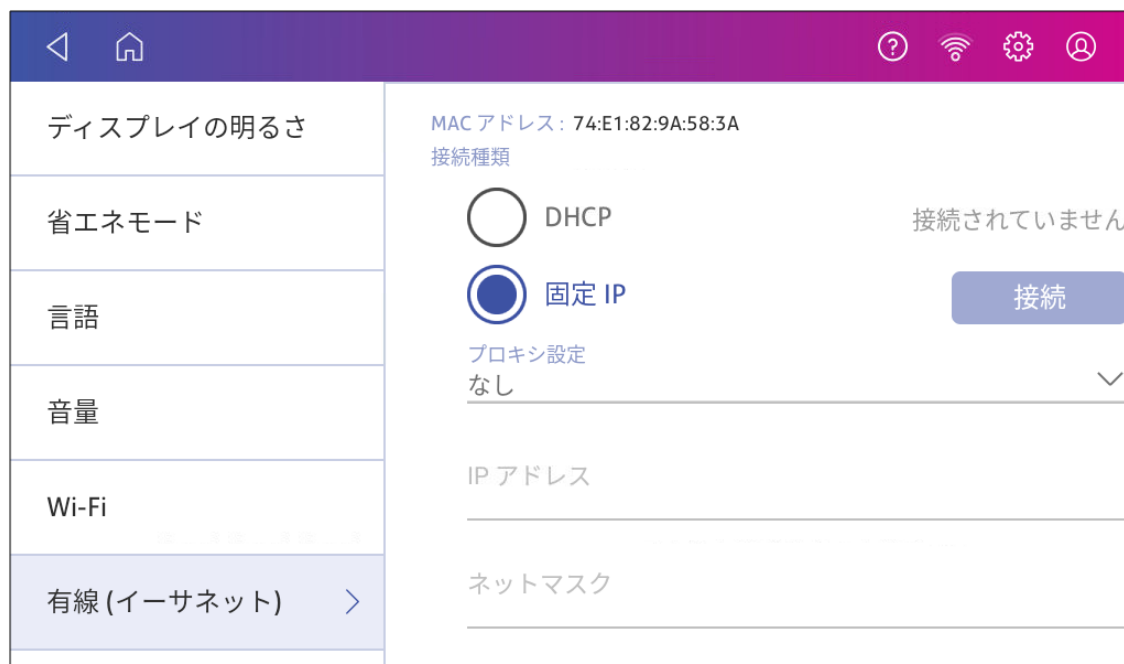 ディスプレイの明るさ
省エネモード
言語
音量
Wi-Fi
有線 (イーサネット)
MAC アドレス : 74:E1:82:9A:58:3A
接続種類
DHCP
接続されていません
固定 IP
接続
プロキシ設定
なし
IP アドレス
ネットマスク